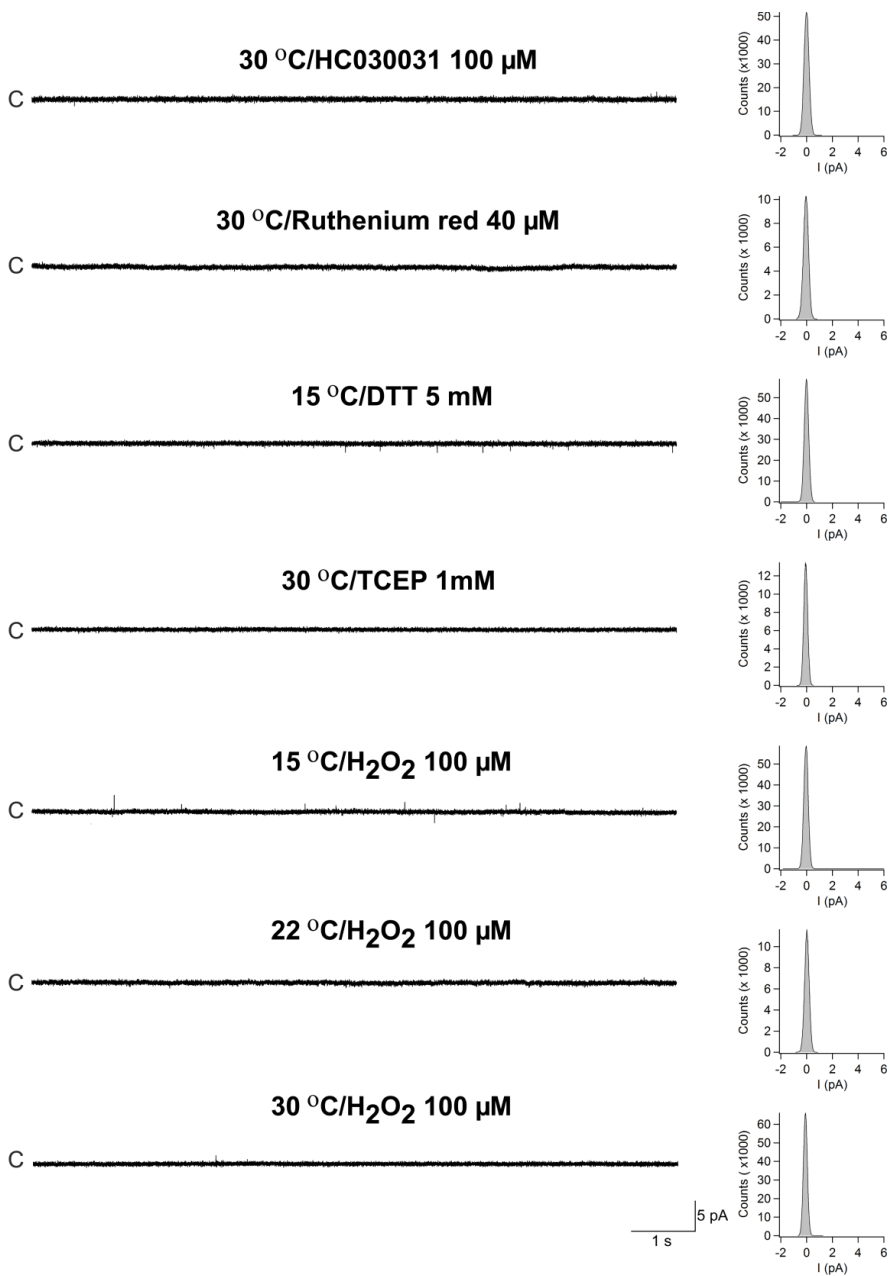 30 °C/HC030031 100 µM
C
Counts (x1000)
50
40
30
20
10
0
-2 0 2 4 6
I (pA)
30 °C/Ruthenium red 40 µM
C
Counts (x 1000)
10
8
6
4
2
0
-2 0 2 4 6
I (pA)
15 °C/DTT 5 mM
C
Counts (x 1000)
50
40
30
20
10
0
-2 0 2 4 6
I (pA)
30 °C/TCEP 1mM
C
Counts (x 1000)
12
10
8
6
4
2
0
-2 0 2 4 6
I (pA)
15 °C/H₂O₂ 100 µM
C
Counts (x 1000)
50
40
30
20
10
0
-2 0 2 4 6
I (pA)
22 °C/H₂O₂ 100 µM
C
Counts (x 1000)
10
8
6
4
2
0
-2 0 2 4 6
I (pA)
30 °C/H₂O₂ 100 µM
C
Counts ( x1000)
60
50
40
30
20
10
0
-2 0 2 4 6
I (pA)
5 pA
1 s